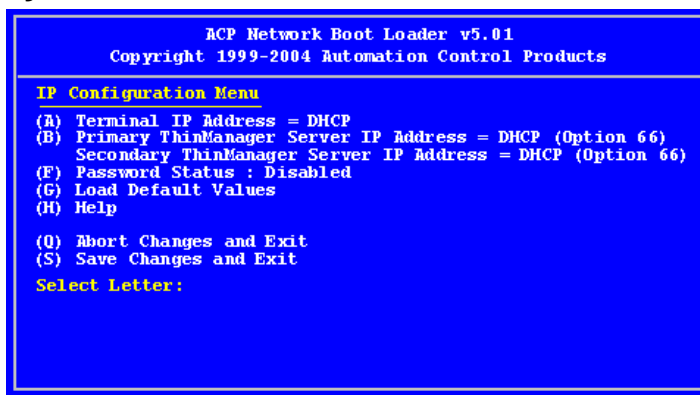 ACP Network Boot Loader v5.01
Copyright 1999-2004 Automation Control Products
IP Configuration Menu
(A) Terminal IP Address = DHCP
(B) Primary ThinManager Server IP Address = DHCP (Option 66)
Secondary ThinManager Server IP Address = DHCP (Option 66)
(F) Password Status : Disabled
(G) Load Default Values
(H) Help
(Q) Abort Changes and Exit
(S) Save Changes and Exit
Select Letter: